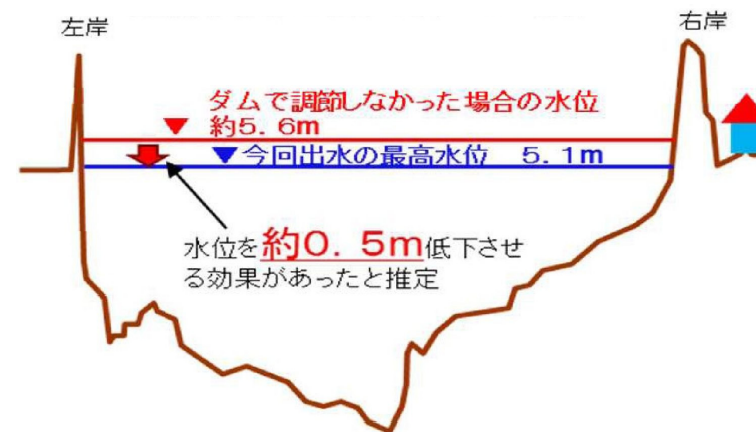 左岸
右岸
ダムで調節しなかった場合の水位
▼ 約5.6m
▼今回出水の最高水位 5.1m
水位を約0.5m低下させ
る効果があったと推定